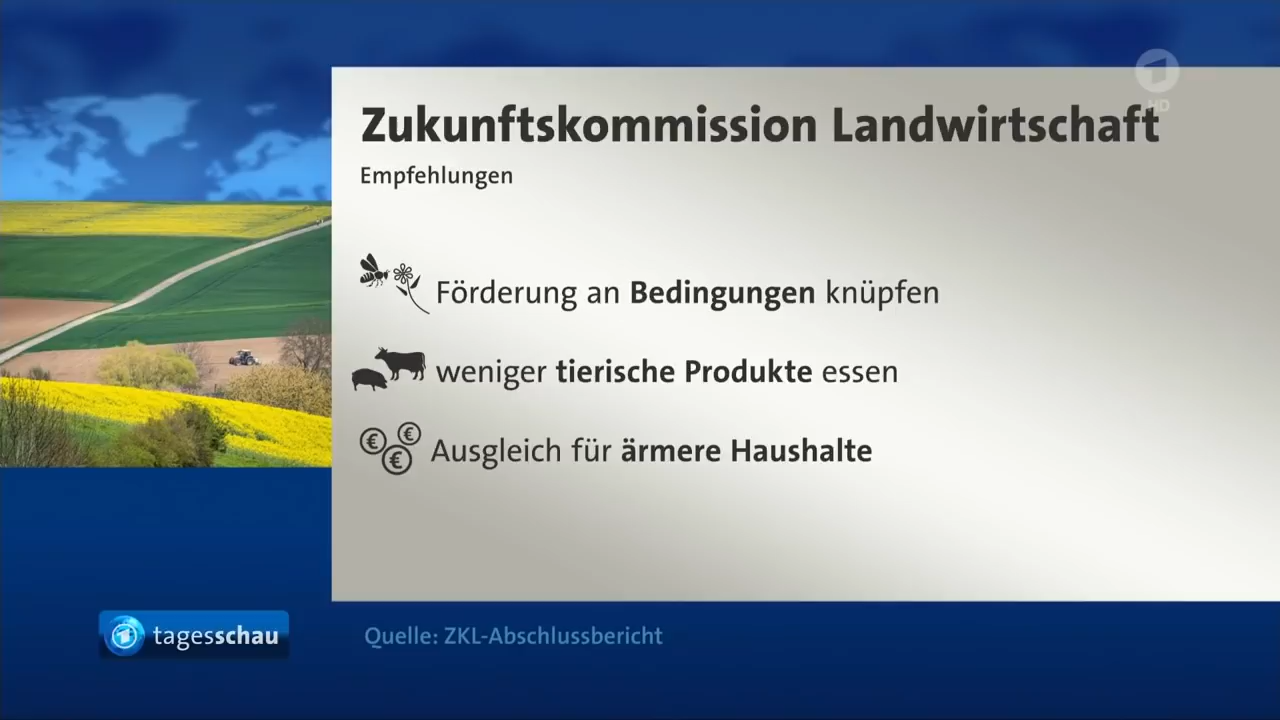 HD
Zukunftskommission Landwirtschaft
Empfehlungen
Förderung an Bedingungen knüpfen
weniger tierische Produkte essen
Ausgleich für ärmere Haushalte
tagesschau
Quelle: ZKL-Abschlussbericht